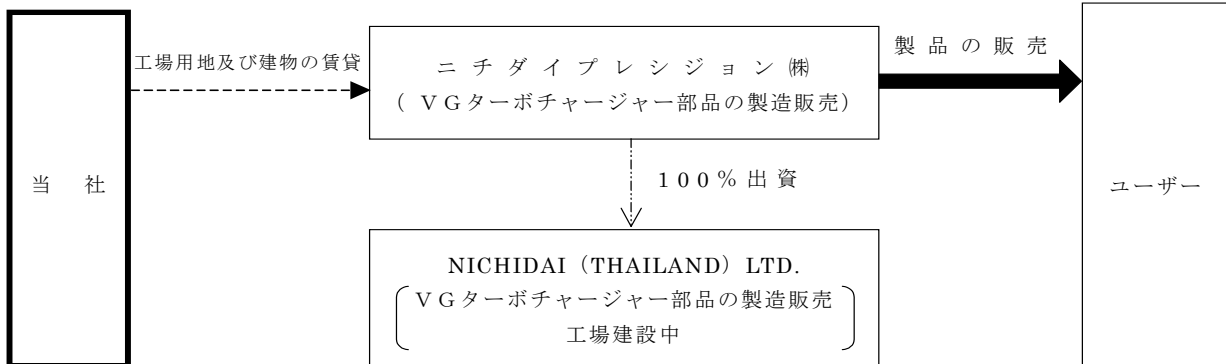 工場用地及び建物の賃貸
ニチダイプレシジョン㈱
（ＶＧターボチャージャー部品の製造販売）
製品の販売
当社
100％出資
ユーザー
NICHIDAI（THAILAND）LTD.
ＶＧターボチャージャー部品の製造販売
工場建設中